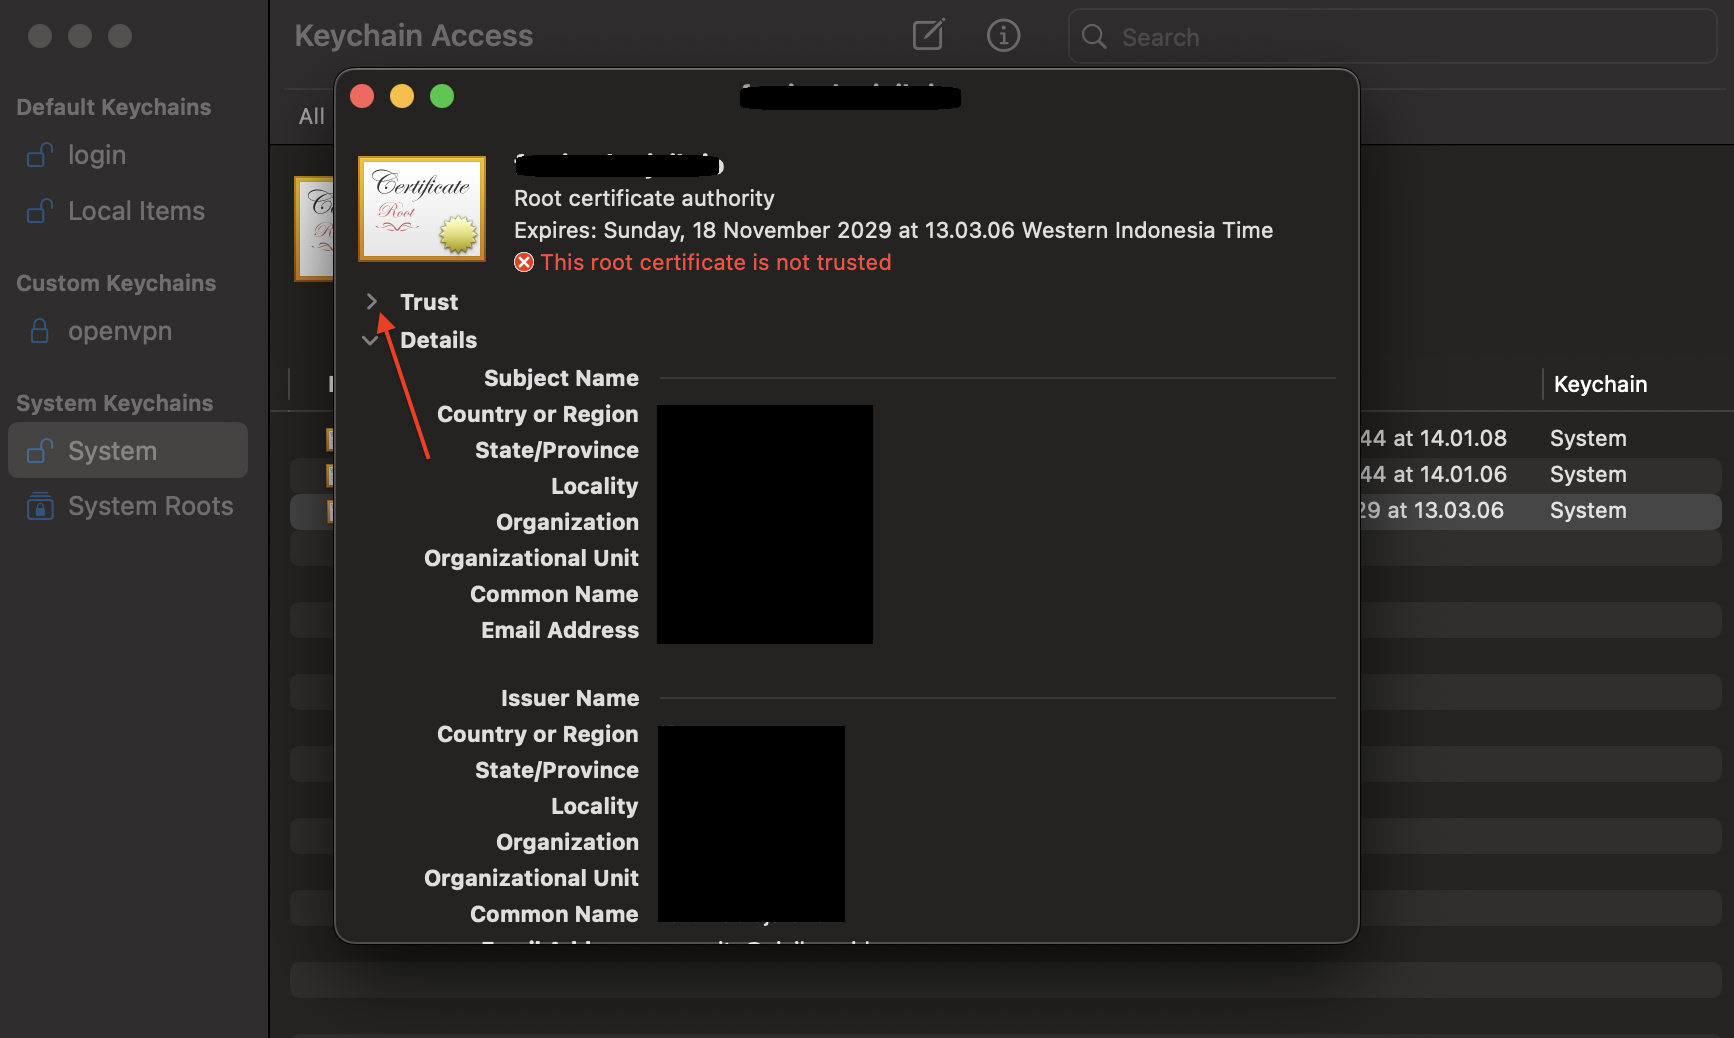 Keychain Access
Search
Default Keychains
login
Local Items
Custom Keychains
openvpn
System Keychains
System
System Roots
All
Certificate
Root
Root certificate authority
Expires: Sunday, 18 November 2029 at 13.03.06 Western Indonesia Time
This root certificate is not trusted
Trust
Details
Subject Name
Country or Region
State/Province
Locality
Organization
Organizational Unit
Common Name
Email Address
Issuer Name
Country or Region
State/Province
Locality
Organization
Organizational Unit
Common Name
Keychain
44 at 14.01.08 System
44 at 14.01.06 System
29 at 13.03.06 System